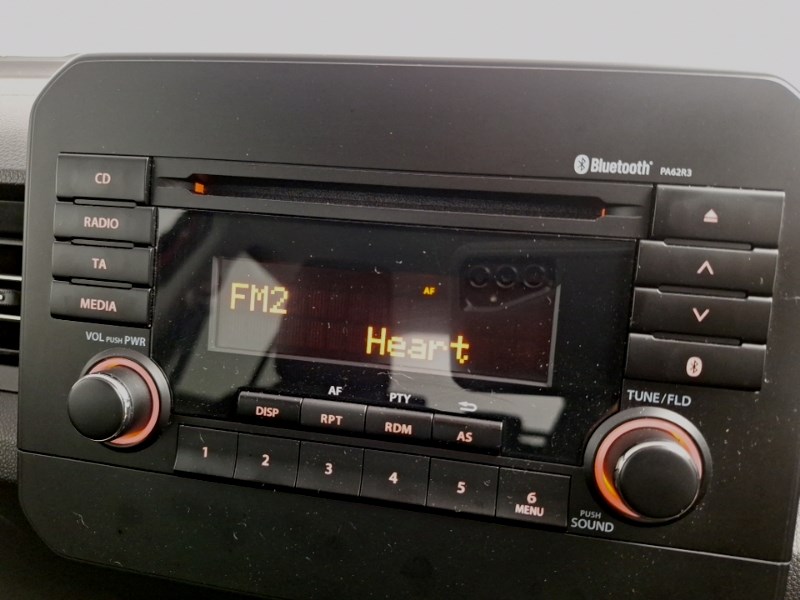 Bluetooth PA62R3
CD
RADIO
TA
MEDIA
VOL PUSH PWR
FM2
AF
Heart
AF
PTY
DISP
RPT
RDM
AS
1
2
3
4
5
6
MENU
TUNE/FLD
PUSH
SOUND